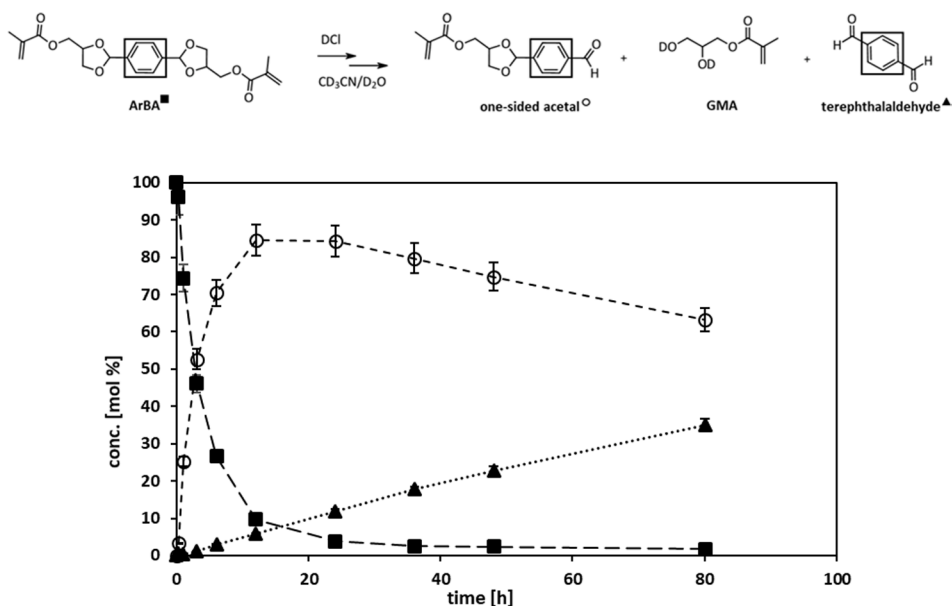 DCl
CD₃CN/D₂O
ArBA■
one-sided acetal○
+
GMA
+
terephthalaldehyde▲
O
O
O
O
O
O
O
O
O
O
O
O
O
H
O
DO
OD
O
O
H
O
O
H
conc. [mol %]
100
90
80
70
60
50
40
30
20
10
0
0
20
40
60
80
100
time [h]